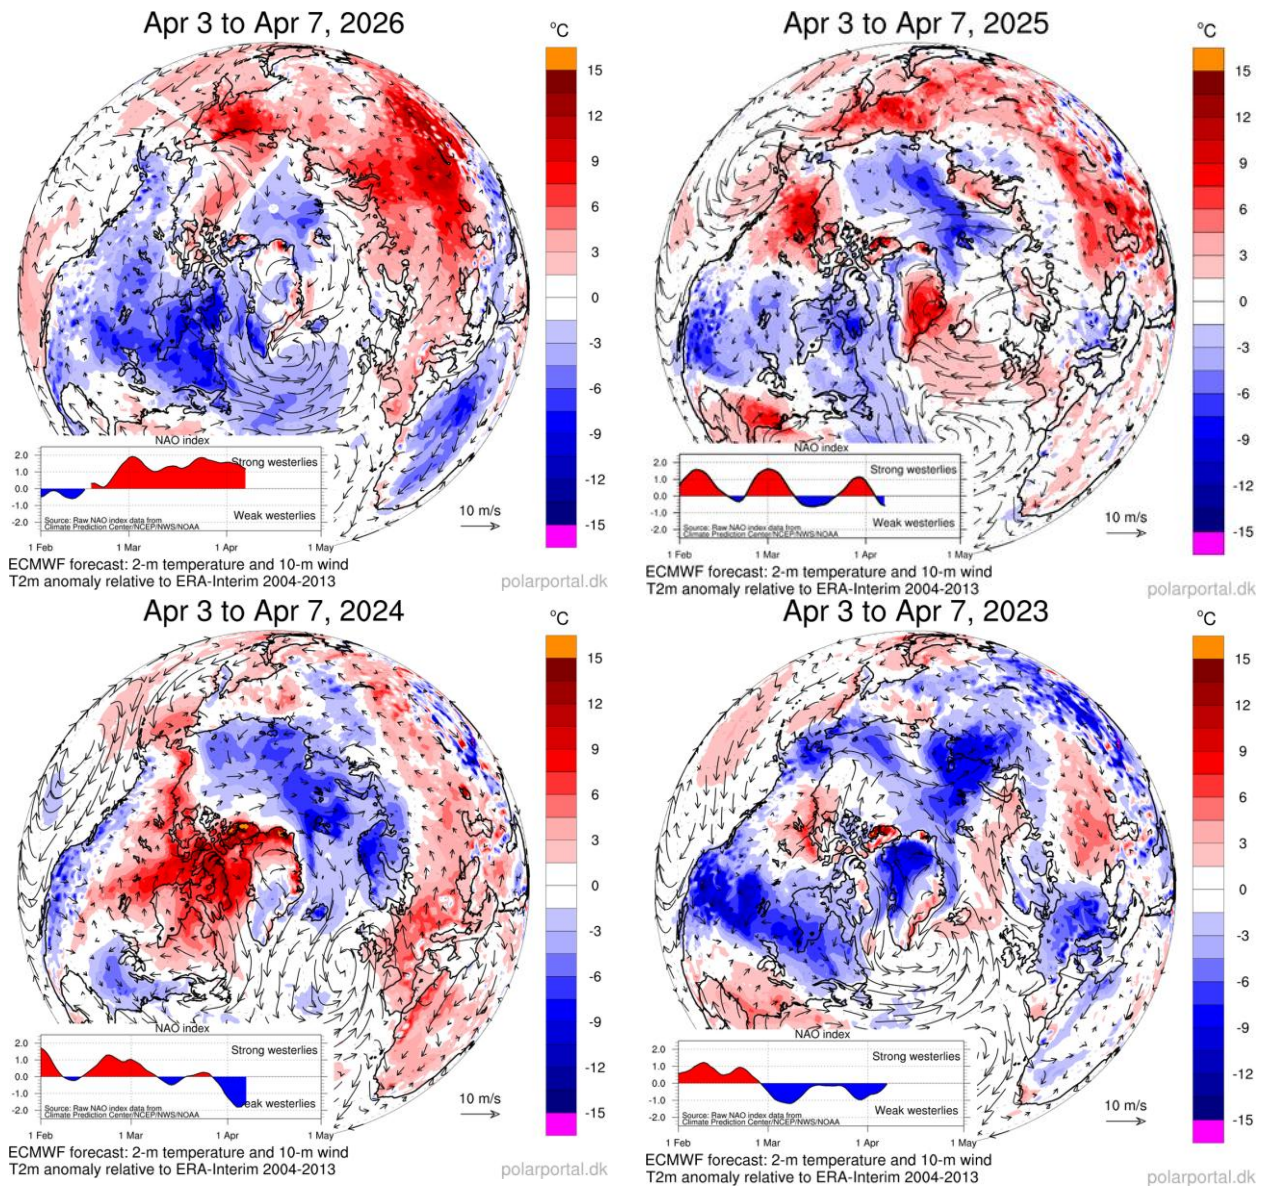 Apr 3 to Apr 7, 2026
°C
15
12
9
6
3
0
-3
-6
-9
-12
-15
NAO index
2.0
1.0
0.0
-1.0
-2.0
Strong westerlies
Weak westerlies
Source: Raw NAO index data from
Climate Prediction Center/NCEP/NWS/NOAA
1 Feb
1 Mar
1 Apr
1 May
10 m/s
ECMWF forecast: 2-m temperature and 10-m wind
T2m anomaly relative to ERA-Interim 2004-2013
polarportal.dk
Apr 3 to Apr 7, 2025
°C
15
12
9
6
3
0
-3
-6
-9
-12
-15
NAO index
2.0
1.0
0.0
-1.0
-2.0
Strong westerlies
Weak westerlies
Source: Raw NAO index data from
Climate Prediction Center/NCEP/NWS/NOAA
1 Feb
1 Mar
1 Apr
1 May
10 m/s
ECMWF forecast: 2-m temperature and 10-m wind
T2m anomaly relative to ERA-Interim 2004-2013
polarportal.dk
Apr 3 to Apr 7, 2024
°C
15
12
9
6
3
0
-3
-6
-9
-12
-15
NAO index
2.0
1.0
0.0
-1.0
-2.0
Strong westerlies
eak westerlies
Source: Raw NAO index data from
Climate Prediction Center/NCEP/NWS/NOAA
1 Feb
1 Mar
1 Apr
1 May
10 m/s
ECMWF forecast: 2-m temperature and 10-m wind
T2m anomaly relative to ERA-Interim 2004-2013
polarportal.dk
Apr 3 to Apr 7, 2023
°C
15
12
9
6
3
0
-3
-6
-9
-12
-15
NAO index
2.0
1.0
0.0
-1.0
-2.0
Strong westerlies
Weak westerlies
Source: Raw NAO index data from
Climate Prediction Center/NCEP/NWS/NOAA
1 Feb
1 Mar
1 Apr
1 May
10 m/s
ECMWF forecast: 2-m temperature and 10-m wind
T2m anomaly relative to ERA-Interim 2004-2013
polarportal.dk